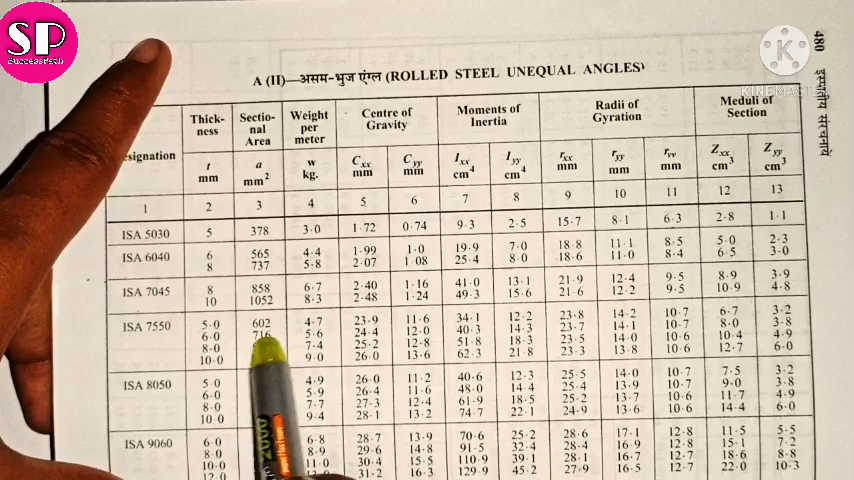 SP
Successtech
KINEMASTER
480
इस्पातीय संरचनायें
A (II)—असम-भुज एंग्ल (ROLLED STEEL UNEQUAL ANGLES)
esignation Thick-ness Sectio-nal Area Weight per meter Centre of Gravity Moments of Inertia Radii of Gyration Meduli of Section
t mm a mm² w kg. Cxx mm Cyy mm Ixx cm⁴ Iyy cm⁴ rxx mm ryy mm rvv mm Zxx cm³ Zyy cm³
1 2 3 4 5 6 7 8 9 10 11 12 13
ISA 5030 5 378 3·0 1·72 0·74 9·3 2·5 15·7 8·1 6·3 2·8 1·1
ISA 6040 6 565 4·4 1·99 1·0 19·9 7·0 18·8 11·1 8·5 5·0 2·3
8 737 5·8 2·07 1·08 25·4 8·0 18·6 11·0 8·4 6·5 3·0
ISA 7045 8 858 6·7 2·40 1·16 41·0 13·1 21·9 12·4 9·5 8·9 3·9
10 1052 8·3 2·48 1·24 49·3 15·6 21·6 12·2 9·5 10·9 4·8
ISA 7550 5·0 602 4·7 23·9 11·6 34·1 12·2 23·8 14·2 10·7 6·7 3·2
6·0 716 5·6 24·4 12·0 40·3 14·3 23·7 14·1 10·7 8·0 3·8
8·0 7·4 25·2 12·8 51·8 18·3 23·5 14·0 10·6 10·4 4·9
10·0 9·0 26·0 13·6 62·3 21·8 23·3 13·8 10·6 12·7 6·0
ISA 8050 5·0 4·9 26·0 11·2 40·6 12·3 25·5 14·0 10·7 7·5 3·2
6·0 5·9 26·4 11·6 48·0 14·4 25·4 13·9 10·7 9·0 3·8
8·0 7·7 27·3 12·4 61·9 18·5 25·2 13·7 10·6 11·7 4·9
10·0 9·4 28·1 13·2 74·7 22·1 24·9 13·6 10·6 14·4 6·0
ISA 9060 6·0 6·8 28·7 13·9 70·6 25·2 28·6 17·1 12·8 11·5 5·5
8·0 8·9 29·6 14·8 91·5 32·4 28·4 16·9 12·8 15·1 7·2
10·0 11·0 30·4 15·5 110·9 39·1 28·1 16·7 12·7 18·6 8·8
12·0 31·2 16·3 129·9 45·2 27·9 16·5 12·7 22·0 10·3